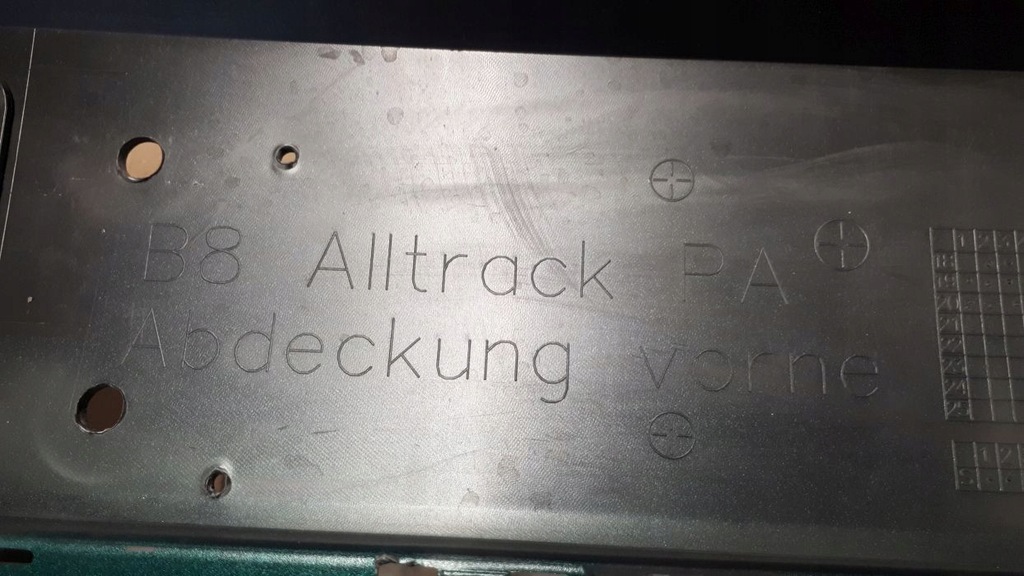 B8 Alltrack PA
Abdeckung vorne